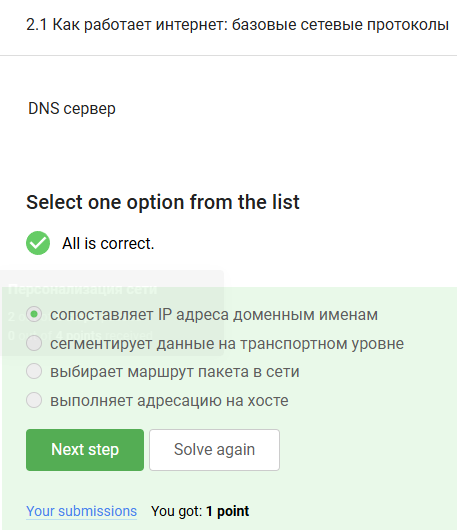 2.1 Как работает интернет: базовые сетевые протоколы
DNS сервер
Select one option from the list
All is correct.
Персонализация сети
сопоставляет IP адреса доменным именам
сегментирует данные на транспортном уровне
выбирает маршрут пакета в сети
выполняет адресацию на хосте
Next step
Solve again
Your submissions You got: 1 point